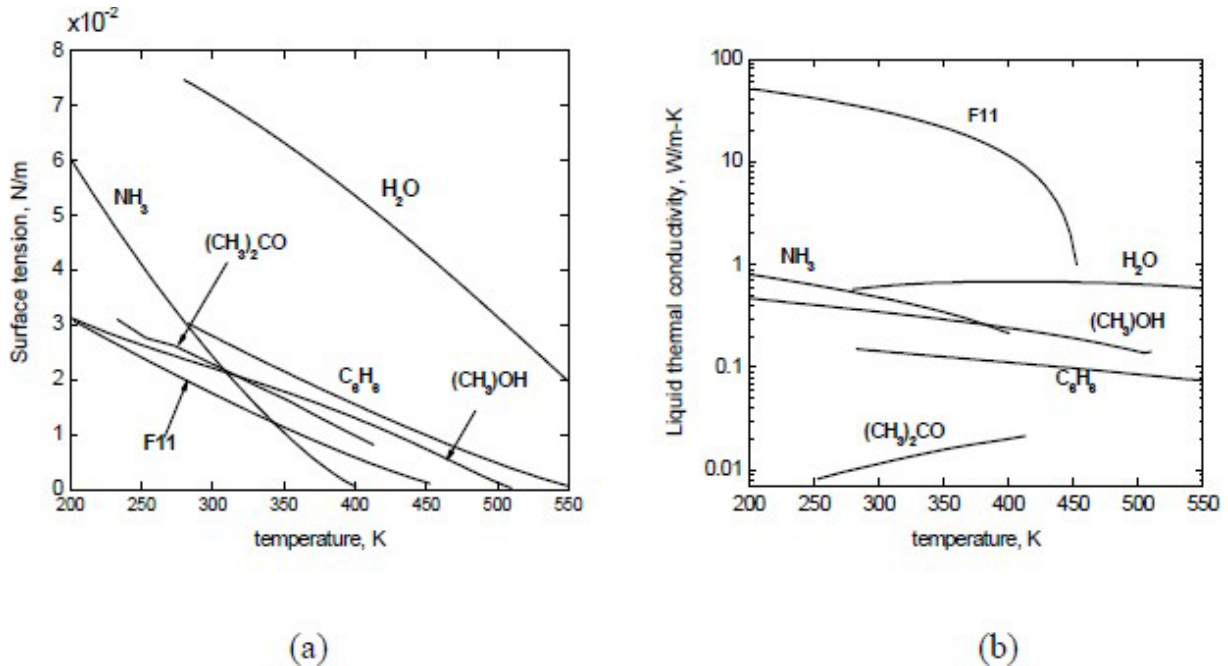 x10⁻²
8
7
6
5
4
3
2
1
0
Surface tension, N/m
NH₃
(CH₃)₂CO
H₂O
F11
C₆H₆
(CH₃)OH
200 250 300 350 400 450 500 550
temperature, K
(a)
100
10
1
0.1
0.01
Liquid thermal conductivity, W/m-K
F11
NH₃
H₂O
(CH₃)OH
C₆H₆
(CH₃)₂CO
200 250 300 350 400 450 500 550
temperature, K
(b)